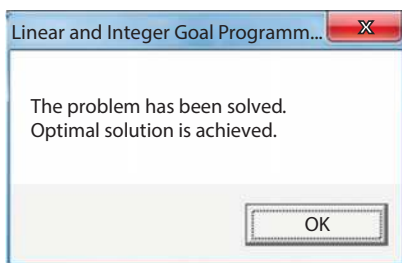 Linear and Integer Goal Programm...
X
The problem has been solved.
Optimal solution is achieved.
OK